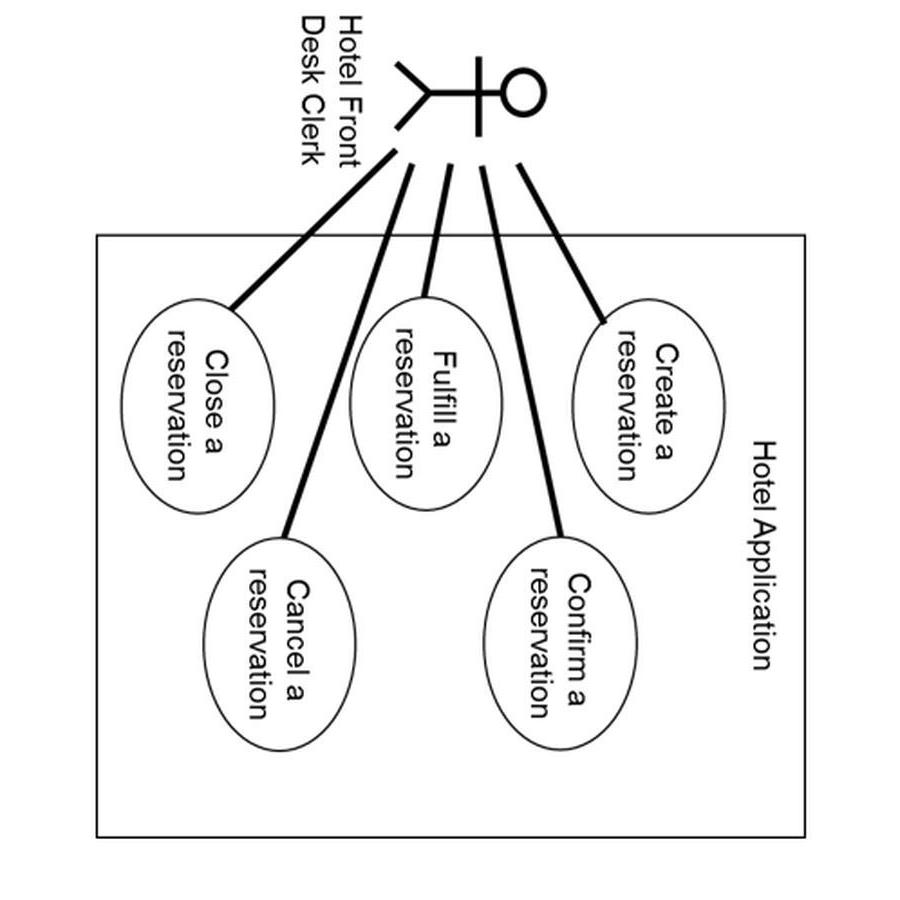 Hotel Application
Create a
reservation
Confirm a
reservation
Fulfill a
reservation
Hotel Front
Desk Clerk
Cancel a
reservation
Close a
reservation